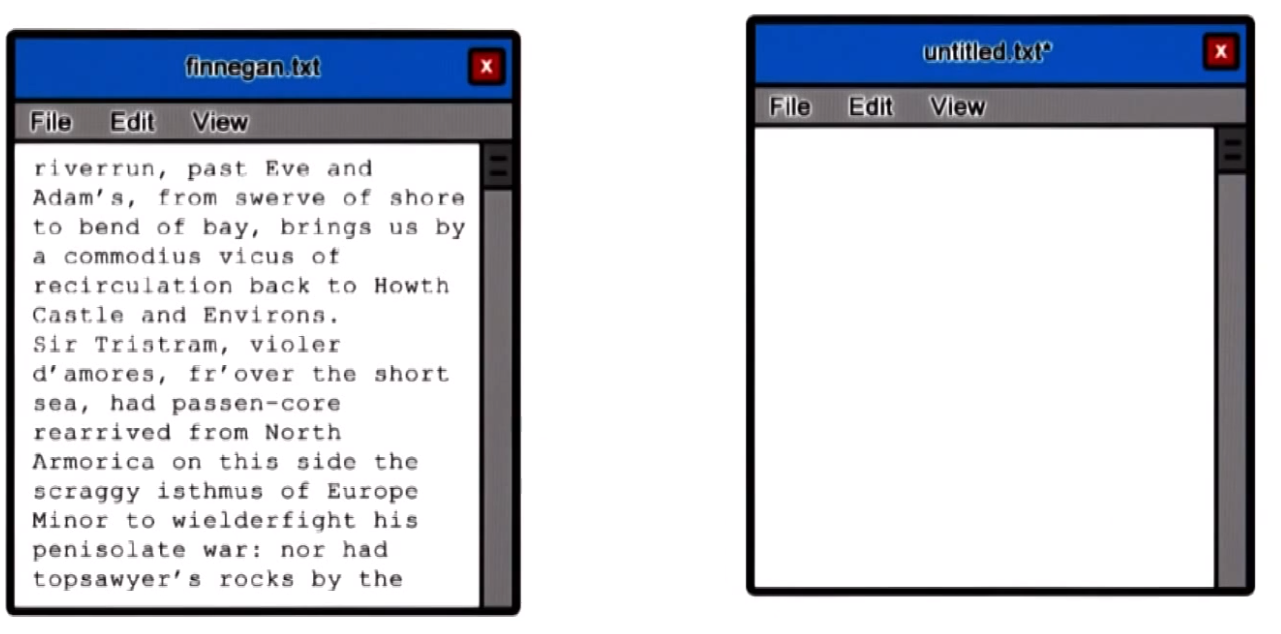 finnegan.txt
X
File Edit View
riverrun, past Eve and
Adam's, from swerve of shore
to bend of bay, brings us by
a commodius vicus of
recirculation back to Howth
Castle and Environs.
Sir Tristram, violer
d'amores, fr'over the short
sea, had passen-core
rearrived from North
Armorica on this side the
scraggy isthmus of Europe
Minor to wielderfight his
penisolate war: nor had
topsawyer's rocks by the
untitled.txt*
X
File Edit View